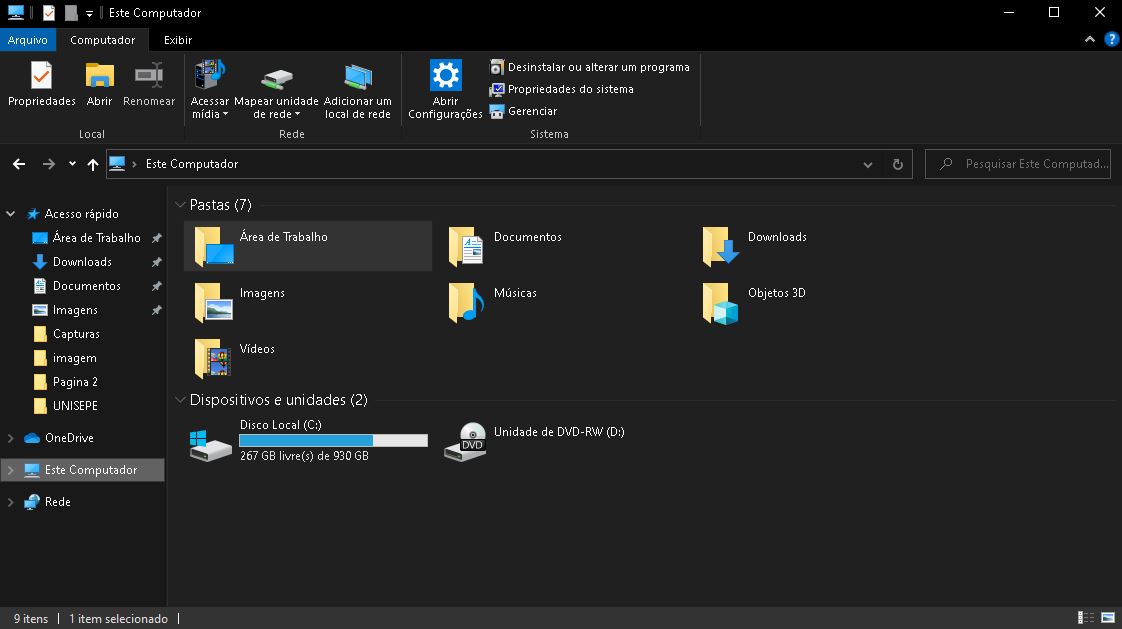 Este Computador
Arquivo
Computador
Exibir
?
Propriedades
Abrir
Renomear
Acessar
mídia
Mapear unidade
de rede
Adicionar um
local de rede
Abrir
Configurações
Desinstalar ou alterar um programa
Propriedades do sistema
Gerenciar
Local
Rede
Sistema
Este Computador
Pesquisar Este Computad...
Acesso rápido
Área de Trabalho
Downloads
Documentos
Imagens
Capturas
imagem
Pagina 2
UNISEPE
OneDrive
Este Computador
Rede
Pastas (7)
Área de Trabalho
Documentos
Downloads
Imagens
Músicas
Objetos 3D
Vídeos
Dispositivos e unidades (2)
Disco Local (C:)
267 GB livre(s) de 930 GB
DVD
Unidade de DVD-RW (D:)
9 itens
1 item selecionado